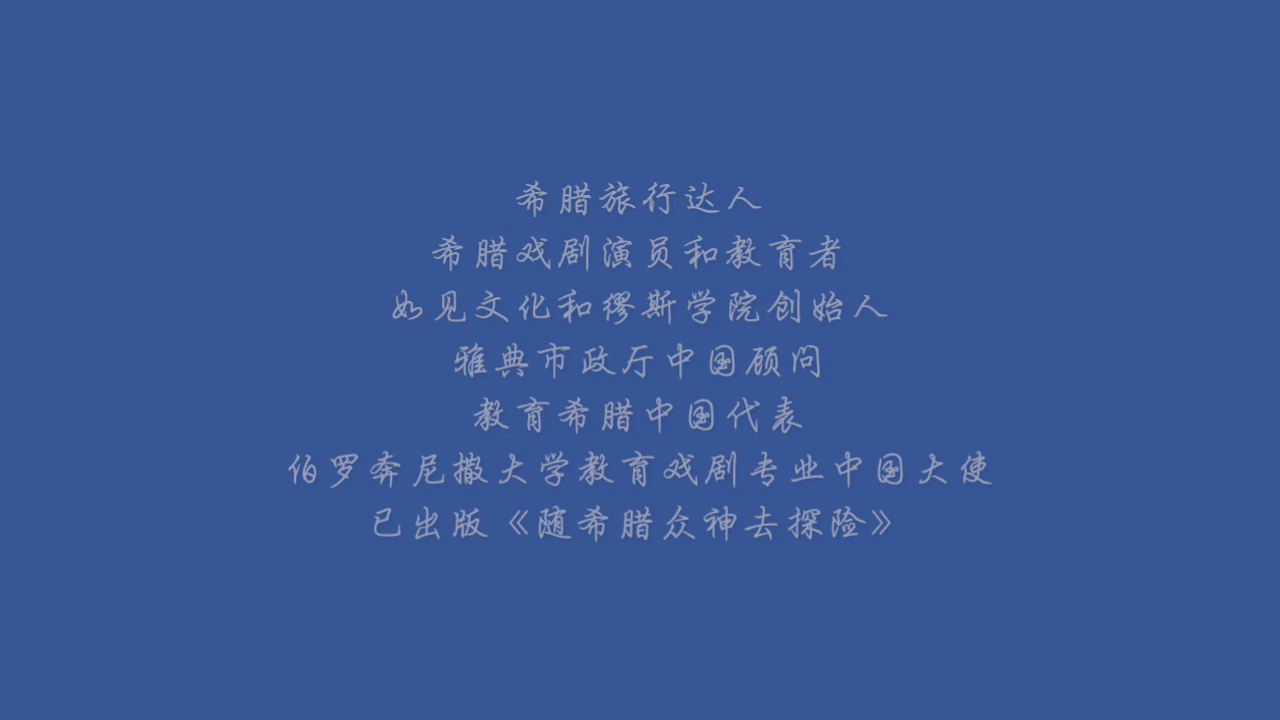 希腊旅行达人
希腊戏剧演员和教育者
如见文化和缪斯学院创始人
雅典市政厅中国顾问
教育希腊中国代表
伯罗奔尼撒大学教育戏剧专业中国大使
已出版《随希腊众神去探险》